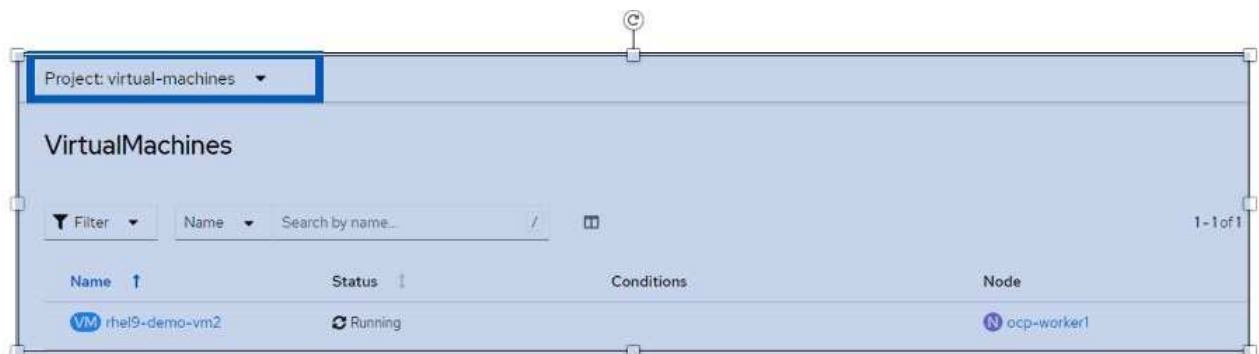 Project: virtual-machines
VirtualMachines
Filter Name Search by name... / 1-1 of 1
Name Status Conditions Node
VM rhel9-demo-vm2 Running N ocp-worker1